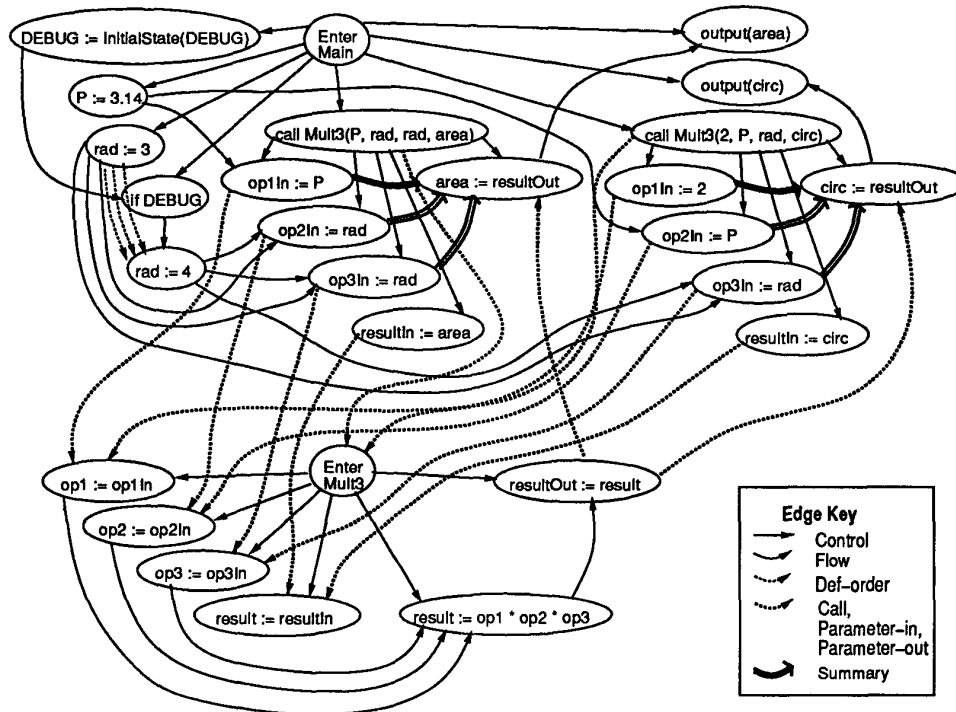 DEBUG := InitialState(DEBUG)
Enter
Main
output(area)
output(circ)
P := 3.14
rad := 3
call Mult3(P, rad, rad, area)
call Mult3(2, P, rad, circ)
if DEBUG
op1In := P
area := resultOut
op1In := 2
circ := resultOut
op2In := rad
op2In := P
rad := 4
op3In := rad
op3In := rad
resultIn := area
resultIn := circ
Enter
Mult3
op1 := op1In
resultOut := result
op2 := op2In
op3 := op3In
result := resultIn
result := op1 * op2 * op3
Edge Key
Control
Flow
Def-order
Call,
Parameter-in,
Parameter-out
Summary